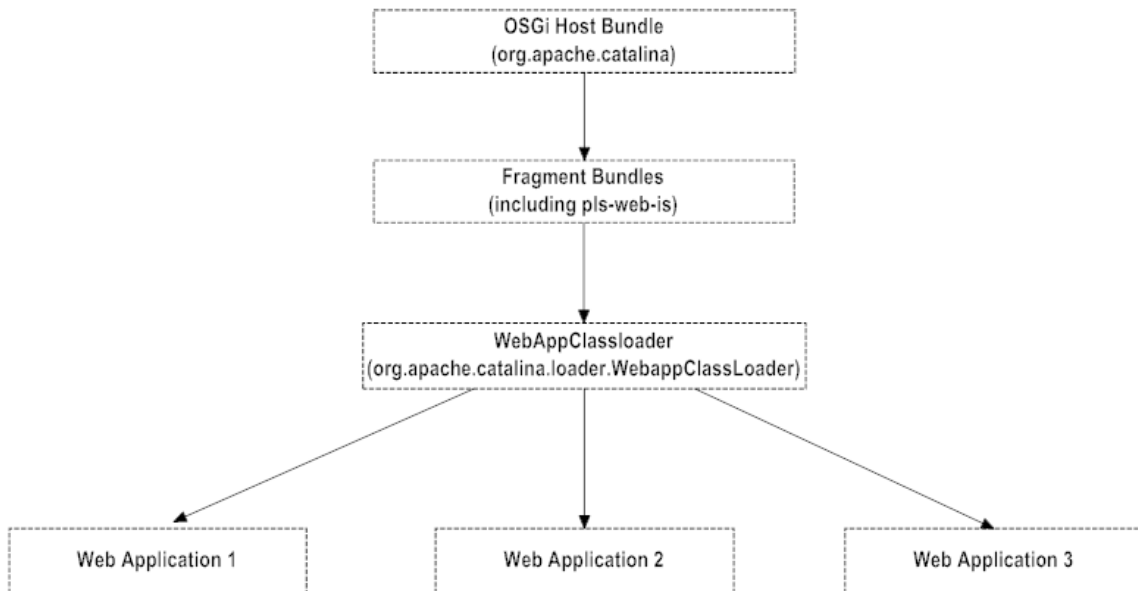 OSGi Host Bundle
(org.apache.catalina)
Fragment Bundles
(including pls-web-is)
WebAppClassloader
(org.apache.catalina.loader.WebappClassLoader)
Web Application 1
Web Application 2
Web Application 3